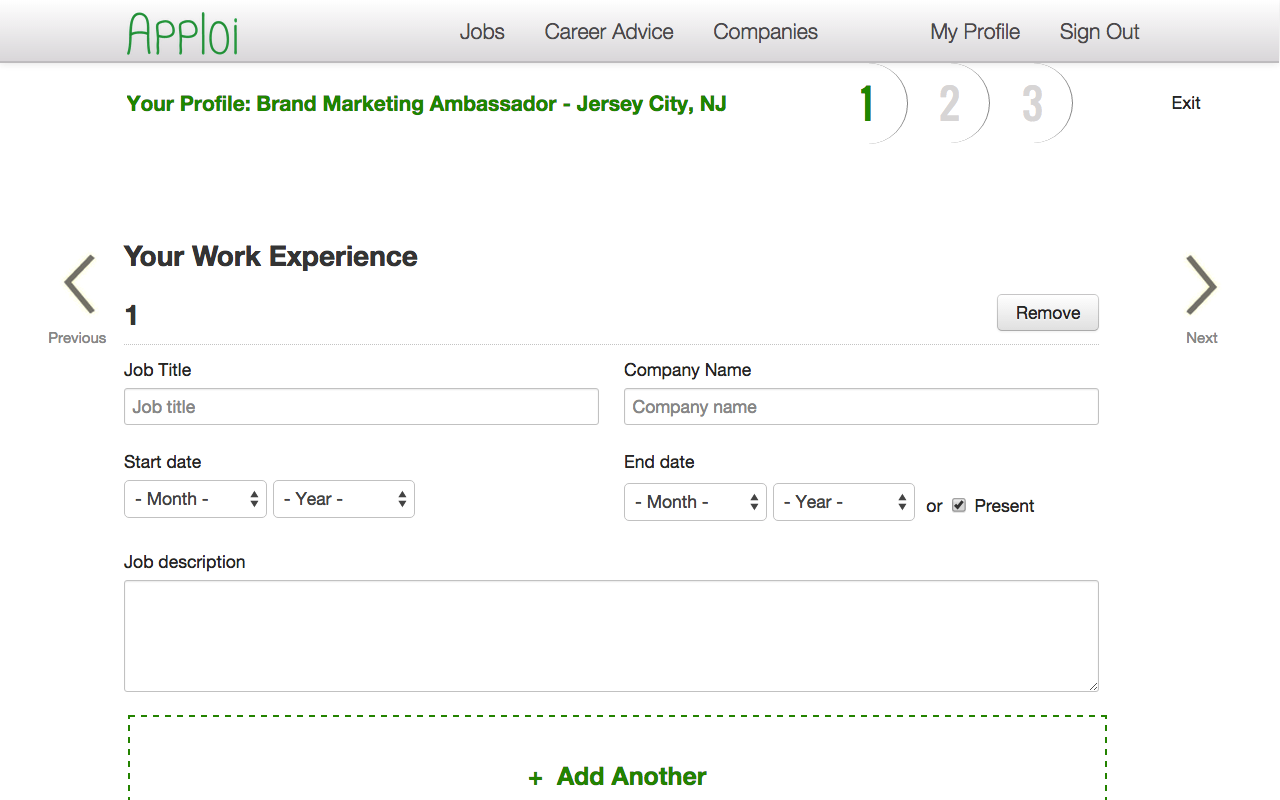 Apploi Jobs Career Advice Companies My Profile Sign Out
Your Profile: Brand Marketing Ambassador - Jersey City, NJ 1 2 3 Exit
Your Work Experience
1 Remove
Previous Next
Job Title Company Name
Job title Company name
Start date End date
- Month - - Year - - Month - - Year - or Present
Job description
+ Add Another